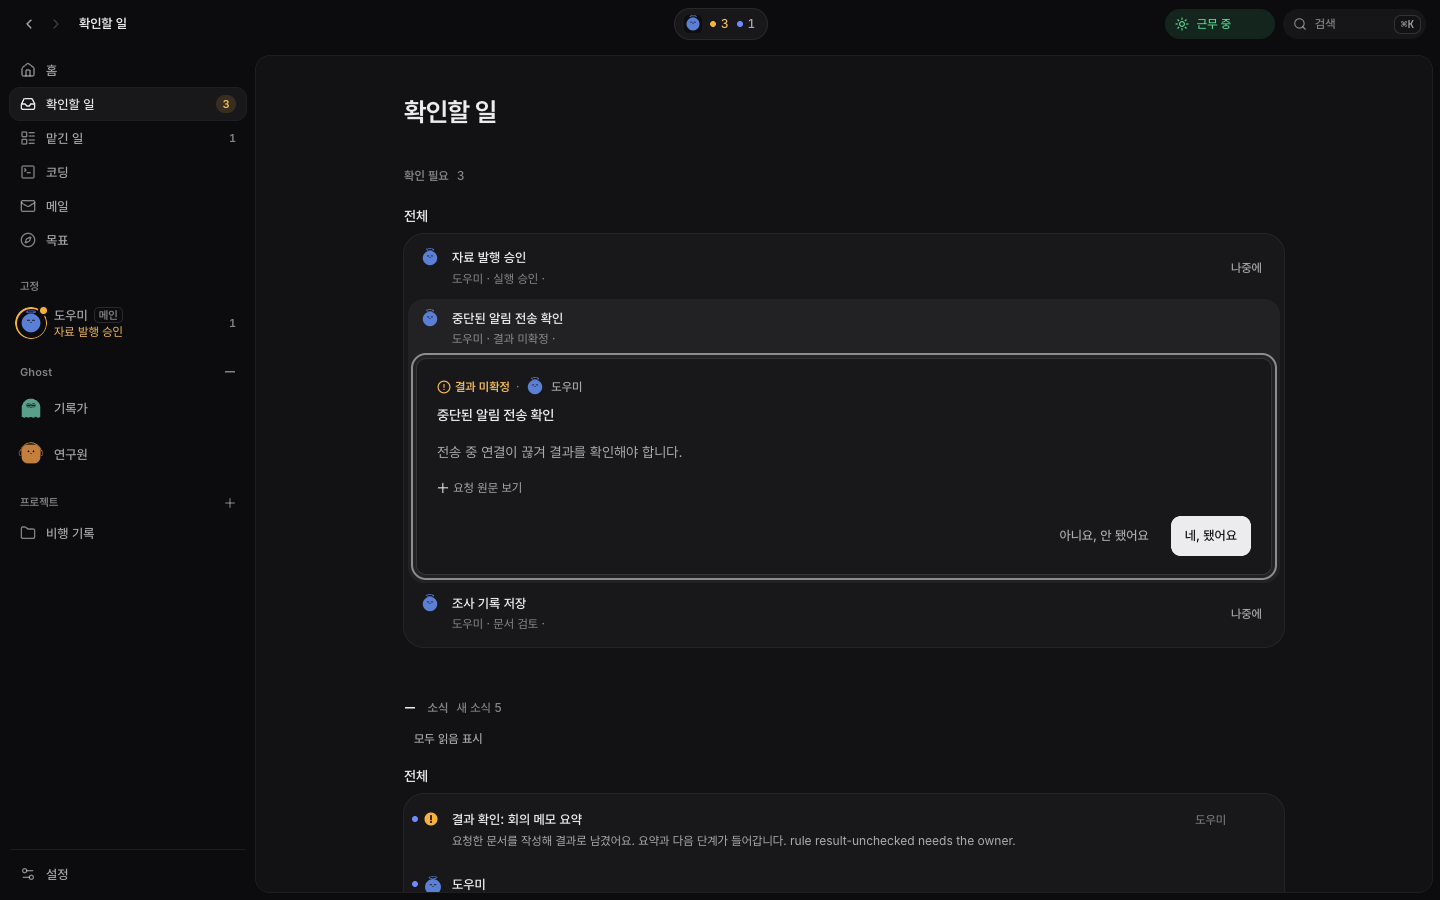 확인할 일
3 1
근무 중
검색 ⌘K
홈
확인할 일 3
맡긴 일 1
코딩
메일
목표
고정
도우미 메인
자료 발행 승인
1
Ghost
기록가
연구원
프로젝트
비행 기록
설정
확인할 일
확인 필요 3
전체
자료 발행 승인
도우미 · 실행 승인 ·
나중에
중단된 알림 전송 확인
도우미 · 결과 미확정 ·
결과 미확정 · 도우미
중단된 알림 전송 확인
전송 중 연결이 끊겨 결과를 확인해야 합니다.
요청 원문 보기
아니요, 안 됐어요 네, 됐어요
조사 기록 저장
도우미 · 문서 검토 ·
나중에
소식 새 소식 5
모두 읽음 표시
전체
결과 확인: 회의 메모 요약 도우미
요청한 문서를 작성해 결과로 남겼어요. 요약과 다음 단계가 들어갑니다. rule result-unchecked needs the owner.
도우미